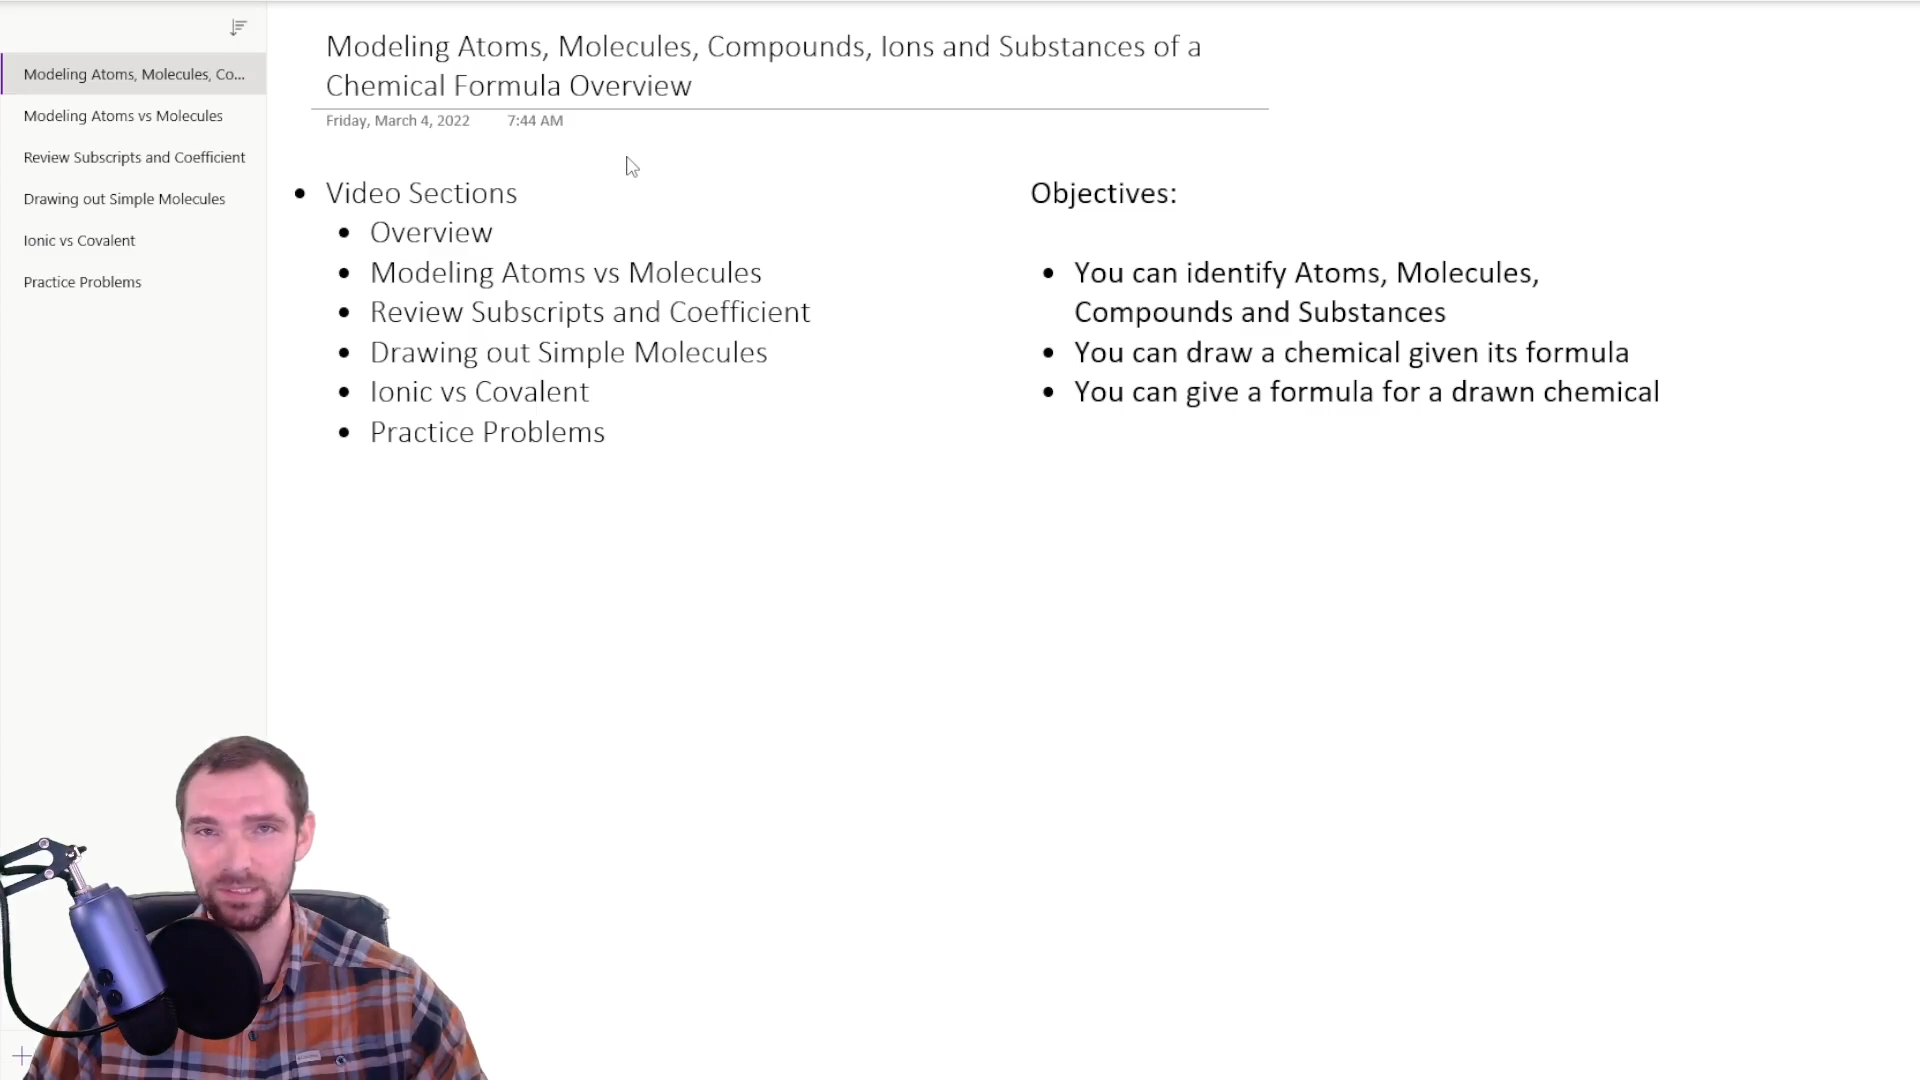 Modeling Atoms, Molecules, Co...
Modeling Atoms vs Molecules
Review Subscripts and Coefficient
Drawing out Simple Molecules
Ionic vs Covalent
Practice Problems
Modeling Atoms, Molecules, Compounds, Ions and Substances of a
Chemical Formula Overview
Friday, March 4, 2022 7:44 AM
• Video Sections
• Overview
• Modeling Atoms vs Molecules
• Review Subscripts and Coefficient
• Drawing out Simple Molecules
• Ionic vs Covalent
• Practice Problems
Objectives:
• You can identify Atoms, Molecules,
Compounds and Substances
• You can draw a chemical given its formula
• You can give a formula for a drawn chemical